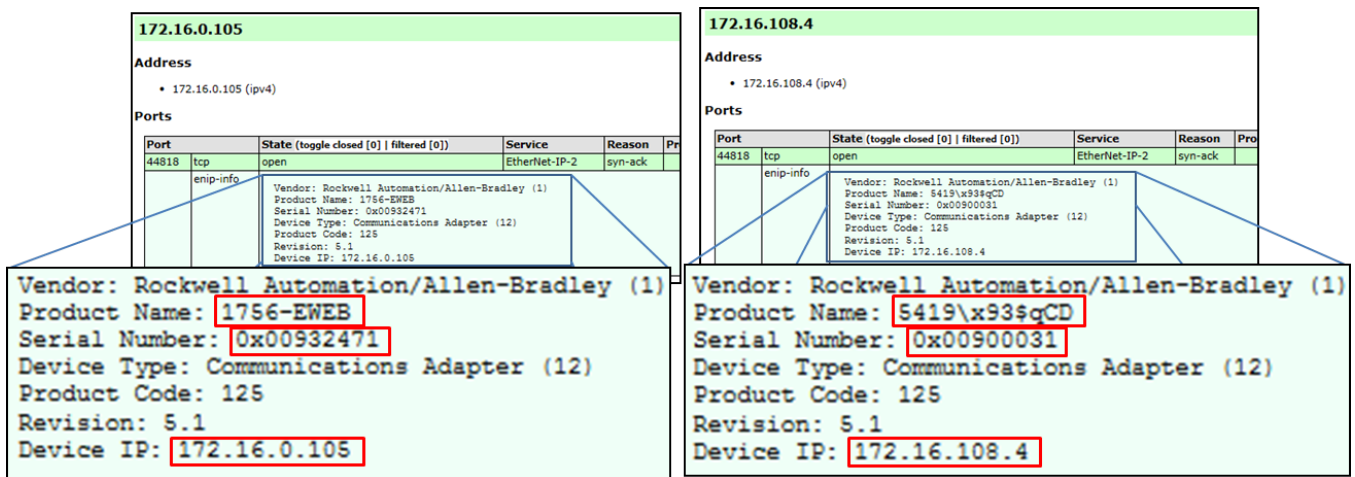 172.16.0.105
Address
• 172.16.0.105 (ipv4)
Ports
Port State (toggle closed [0] | filtered [0]) Service Reason Pr
44818 tcp open EtherNet-IP-2 syn-ack
enip-info
Vendor: Rockwell Automation/Allen-Bradley (1)
Product Name: 1756-EWEB
Serial Number: 0x00932471
Device Type: Communications Adapter (12)
Product Code: 125
Revision: 5.1
Device IP: 172.16.0.105
Vendor: Rockwell Automation/Allen-Bradley (1)
Product Name: 1756-EWEB
Serial Number: 0x00932471
Device Type: Communications Adapter (12)
Product Code: 125
Revision: 5.1
Device IP: 172.16.0.105
172.16.108.4
Address
• 172.16.108.4 (ipv4)
Ports
Port State (toggle closed [0] | filtered [0]) Service Reason Pro
44818 tcp open EtherNet-IP-2 syn-ack
enip-info
Vendor: Rockwell Automation/Allen-Bradley (1)
Product Name: 5419\x93$qCD
Serial Number: 0x00900031
Device Type: Communications Adapter (12)
Product Code: 125
Revision: 5.1
Device IP: 172.16.108.4
Vendor: Rockwell Automation/Allen-Bradley (1)
Product Name: 5419\x93$qCD
Serial Number: 0x00900031
Device Type: Communications Adapter (12)
Product Code: 125
Revision: 5.1
Device IP: 172.16.108.4